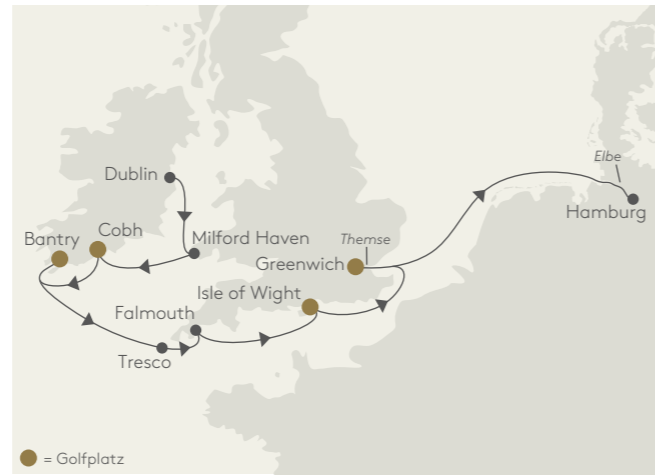 Elbe
Dublin
Hamburg
Bantry
Cobh
Milford Haven
Themse
Greenwich
Isle of Wight
Falmouth
Tresco
= Golfplatz